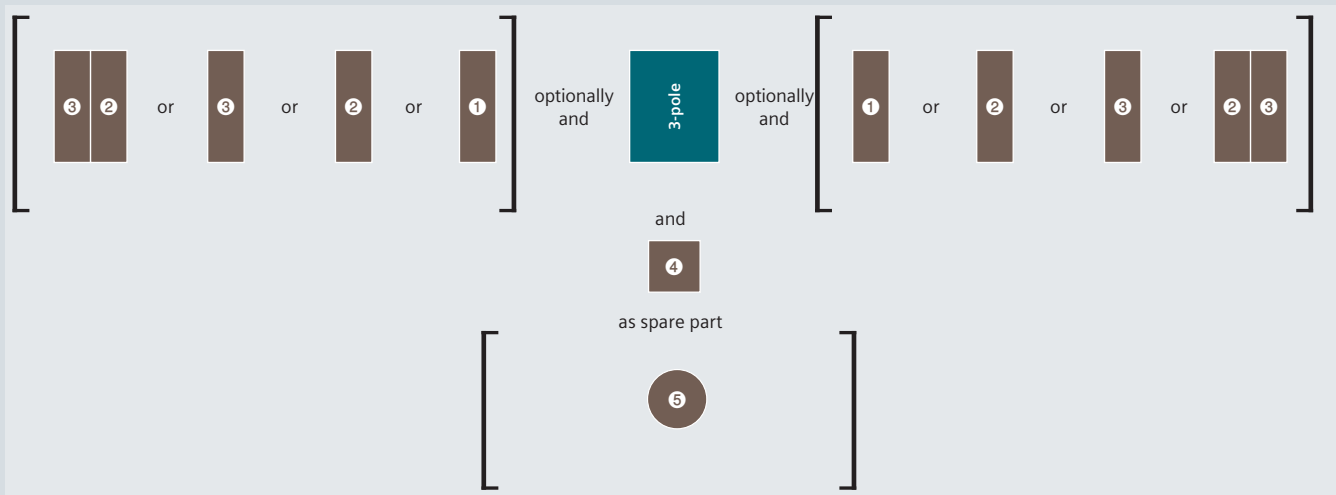 ❸ ❷ or ❸ or ❷ or ❶ optionally and 3-pole optionally and ❶ or ❷ or ❸ or ❷ ❸
and
❹
as spare part
❺